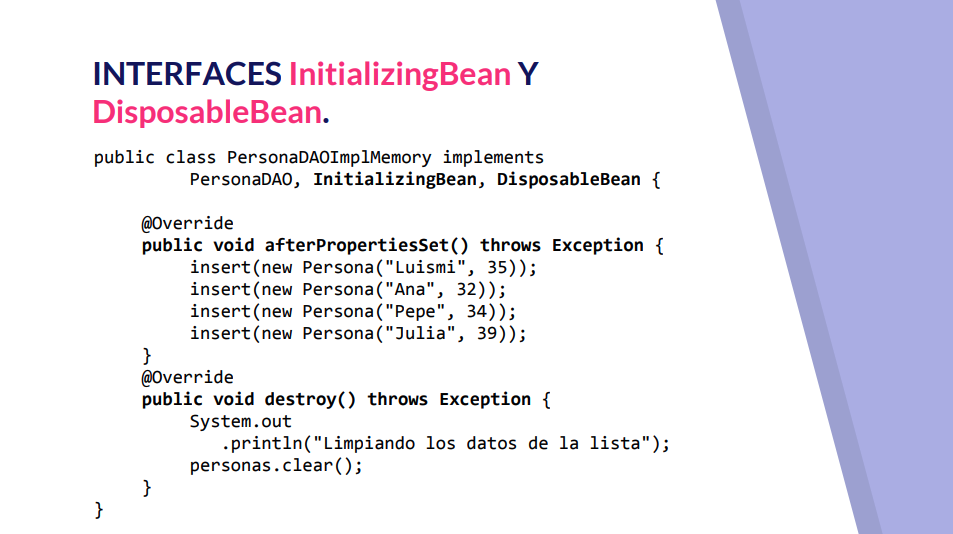 INTERFACES InitializingBean Y
DisposableBean.
public class PersonaDAOImplMemory implements
PersonaDAO, InitializingBean, DisposableBean {
@Override
public void afterPropertiesSet() throws Exception {
insert(new Persona("Luismi", 35));
insert(new Persona("Ana", 32));
insert(new Persona("Pepe", 34));
insert(new Persona("Julia", 39));
}
@Override
public void destroy() throws Exception {
System.out
.println("Limpiando los datos de la lista");
personas.clear();
}
}